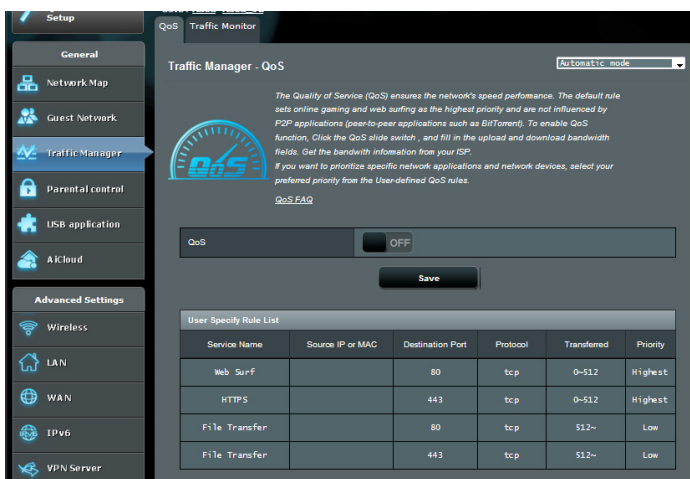 Setup
General
Network Map
Guest Network
Traffic Manager
Parental control
USB application
AiCloud
Advanced Settings
Wireless
LAN
WAN
IPv6
VPN Server
QoS Traffic Monitor
Traffic Manager - QoS
Automatic mode
The Quality of Service (QoS) ensures the network's speed performance. The default rule
sets online gaming and web surfing as the highest priority and are not influenced by
P2P applications (peer-to-peer applications such as BitTorrent). To enable QoS
function, Click the QoS slide switch , and fill in the upload and download bandwidth
fields. Get the bandwidth information from your ISP.
If you want to prioritize specific network applications and network devices, select your
preferred priority from the User-defined QoS rules.
QoS FAQ
QoS
QoS OFF
Save
User Specify Rule List
Service Name Source IP or MAC Destination Port Protocol Transferred Priority
Web Surf 80 tcp 0~512 Highest
HTTPS 443 tcp 0~512 Highest
File Transfer 80 tcp 512~ Low
File Transfer 443 tcp 512~ Low